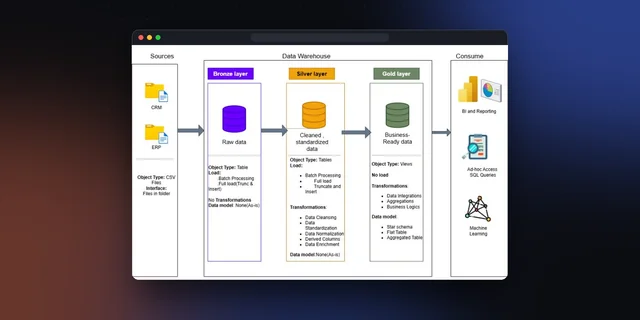 Sources
Data Warehouse
Consume
Bronze layer
Silver layer
Gold layer
CRM
ERP
Object Type: CSV
Files
Interface:
Files in folder
Raw data
Object Type: Table
Load:
Batch Processing
Full load(Trunc &
Insert)
No Transformations
Data model :None(As-is)
Cleaned ,
standardized
data
Object Type: Tables
Load:
Batch Processing
Full load
Truncate and
Insert
Transformations:
Data Cleansing
Data
Standardization
Data Normalization
Derived Columns
Data Enrichment
Data model:None(As-is)
Business-
Ready data
Object Type: Views
No load
Transformations:
Data Integrations
Aggregations
Business Logics
Data model
Star schema
Flat Table
Aggregated Table
BI and Reporting
Ad-hoc Access
SQL Queries
Machine
Learning